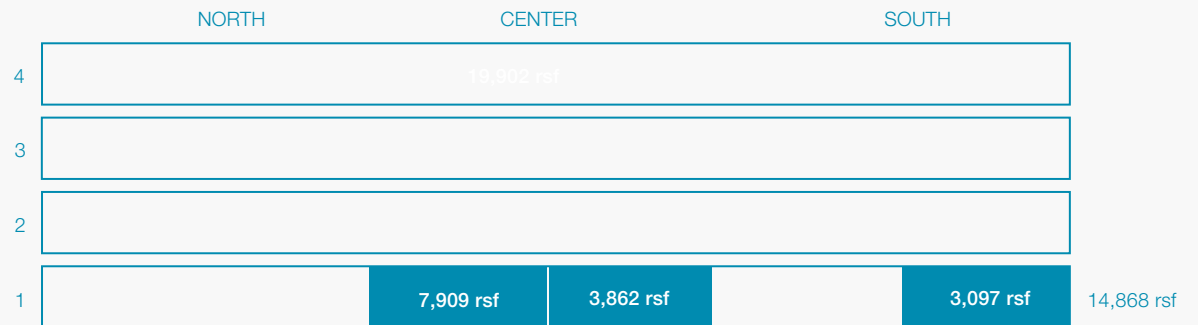 NORTH CENTER SOUTH
4 19,902 rsf
3
2
1 7,909 rsf 3,862 rsf 3,097 rsf 14,868 rsf